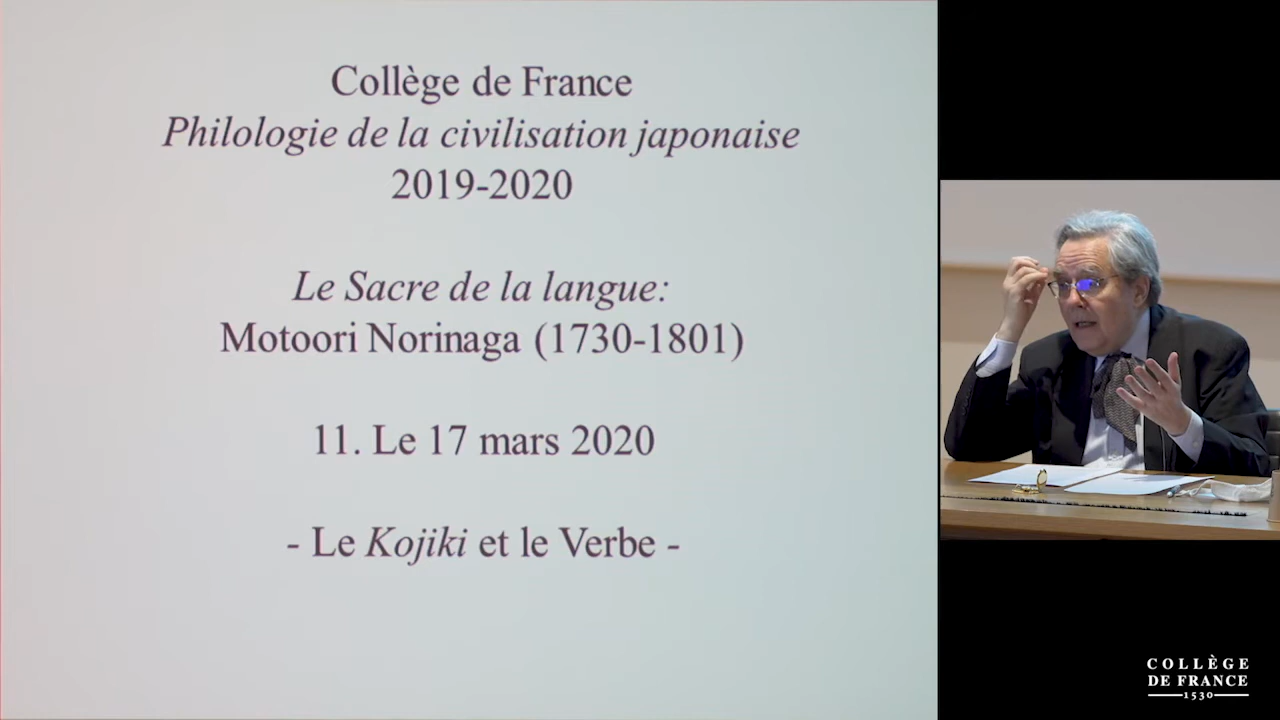 Collège de France
Philologie de la civilisation japonaise
2019-2020
Le Sacre de la langue:
Motoori Norinaga (1730-1801)
11. Le 17 mars 2020
- Le Kojiki et le Verbe -
COLLÈGE
DE FRANCE
1530